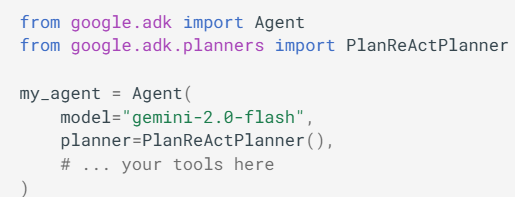 from google.adk import Agent
from google.adk.planners import PlanReActPlanner

my_agent = Agent(
    model="gemini-2.0-flash",
    planner=PlanReActPlanner(),
    # ... your tools here
)